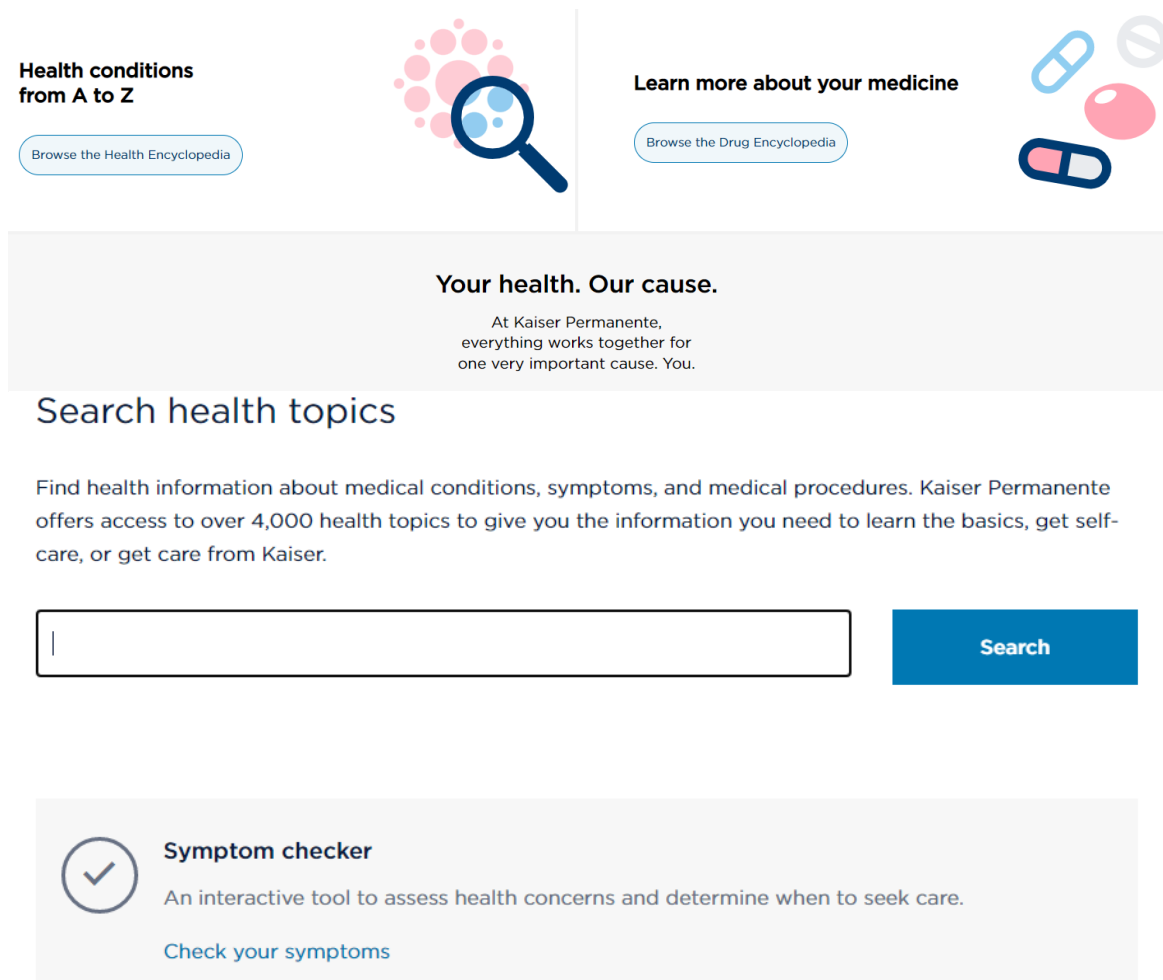 Health conditions
from A to Z
Browse the Health Encyclopedia
Learn more about your medicine
Browse the Drug Encyclopedia
Your health. Our cause.
At Kaiser Permanente,
everything works together for
one very important cause. You.
Search health topics
Find health information about medical conditions, symptoms, and medical procedures. Kaiser Permanente
offers access to over 4,000 health topics to give you the information you need to learn the basics, get self-
care, or get care from Kaiser.
Search
Symptom checker
An interactive tool to assess health concerns and determine when to seek care.
Check your symptoms